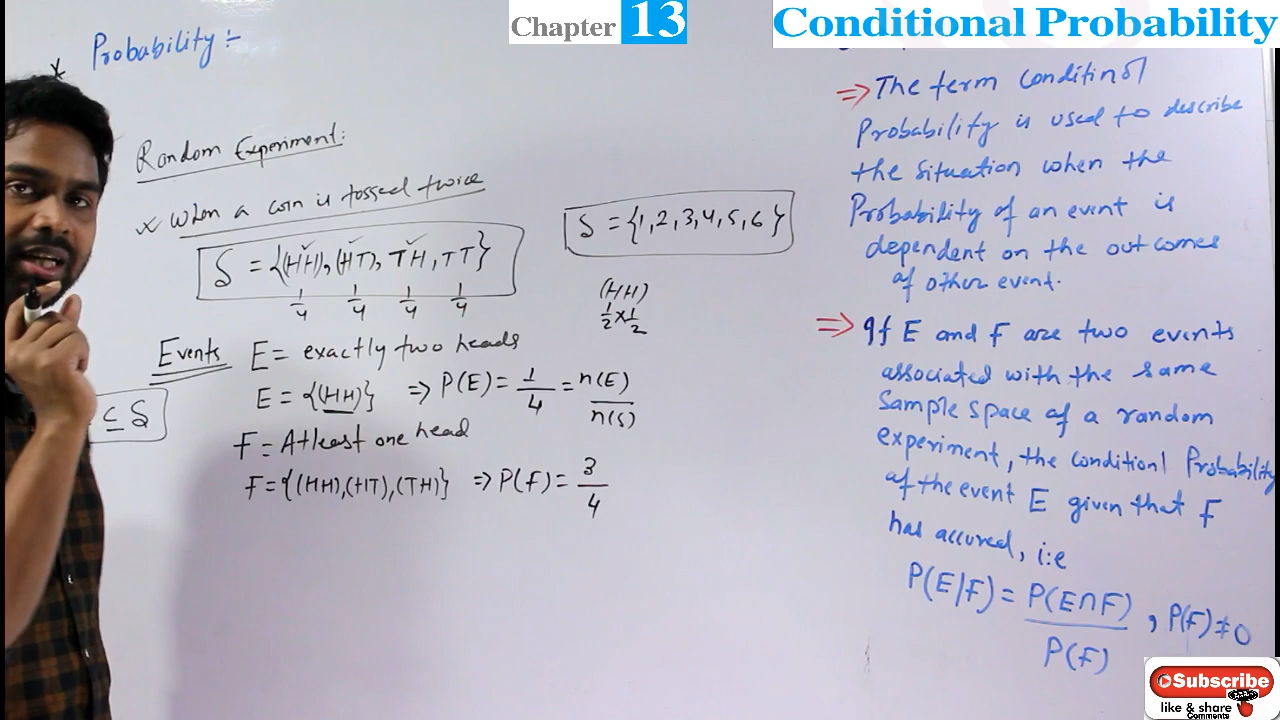 Chapter 13
Conditional Probability
Probability :-
Random Experiment:
x When a coin is tossed twice
S = {(HH), (HT), TH, TT}
1/4 1/4 1/4 1/4
S = {1,2,3,4,5,6}
(HH)
1/2 x 1/2
Events E = exactly two heads
E = {(HH)} => P(E) = 1/4 = n(E)/n(S)
⊆ S
F = Atleast one head
F = {(HH),(HT),(TH)} => P(F) = 3/4
=> The term conditinol
Probability is used to describe
the situation when the
Probability of an event is
dependent on the outcomes
of other event.
=> If E and F are two events
associated with the same
Sample space of a random
experiment, the conditionl Probability
of the event E given that F
has accured, i:e
P(E|F) = P(E∩F)/P(F) , P(F) ≠ 0
Subscribe
like & share
Comments